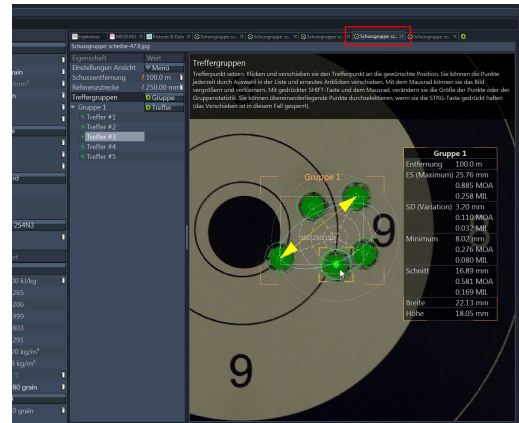 Ergebnisse
MESSUNG
Pictures & Data
Schussgruppe: sc...
Schussgruppe: sc...
Schussgruppe: sc...
Schussgruppe: sc...
Schussgruppe: sc...
Schussgruppe: scheibe-47.9.jpg
Eigenschaft Wert
Einstellungen Ansicht Menü
Schussentfernung 100.0 m
Referenzstrecke 250.00 mm
Treffergruppen Gruppe
Gruppe 1 Treffer
Treffer #1
Treffer #2
Treffer #3
Treffer #4
Treffer #5
Treffergruppen
Trefferpunkt setzen: Klicken und verschieben sie den Trefferpunkt an die gewünschte Position. Sie können die Punkte
jederzeit durch Auswahl in der Liste und erneutes Anklicken verschieben. Mit dem Mausrad können sie das Bild
vergrößern und verkleinern. Mit gedrückter SHIFT-Taste und dem Mausrad, verändern sie die Größe der Punkte oder der
Gruppenstatistik. Sie können übereinanderliegende Punkte durchselektieren, wenn sie die STRG-Taste gedrückt halten
(das Verschieben ist in diesem Fall gesperrt).
Gruppe 1
9
9
Gruppe 1
Entfernung 100.0 m
ES (Maximum) 25.76 mm
0.885 MOA
0.258 MIL
SD (Variation) 3.20 mm
0.110 MOA
0.032 MIL
Minimum 8.02 mm
0.276 MOA
0.080 MIL
Schnitt 16.89 mm
0.581 MOA
0.169 MIL
Breite 22.13 mm
Höhe 18.05 mm
rain
/mm²
rd
2S4N3
rt
00 kJ/kg
265
206
999
803
291
20 kg/m³
kg/m³
°C
80 grain
0 grain